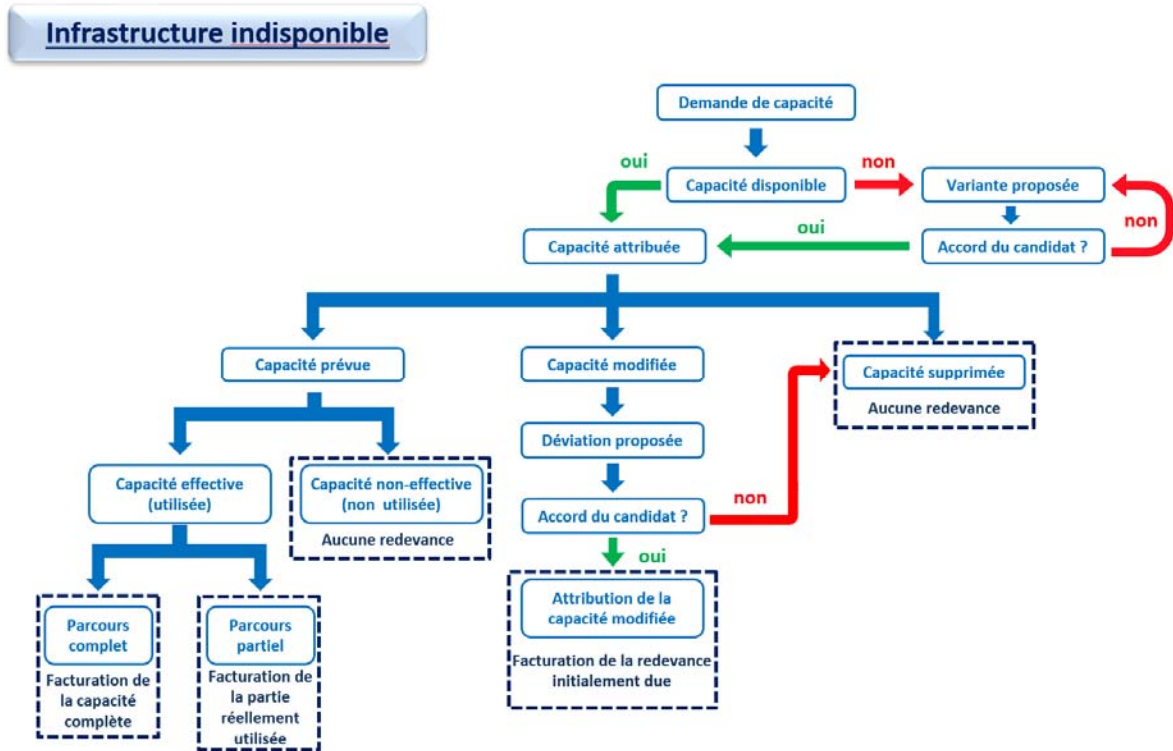 Infrastructure indisponible
Demande de capacité
oui
non
Capacité disponible
Variante proposée
oui
non
Capacité attribuée
Accord du candidat ?
Capacité prévue
Capacité modifiée
Capacité supprimée
Aucune redevance
Déviation proposée
Capacité effective
(utilisée)
Capacité non-effective
(non utilisée)
Aucune redevance
non
Accord du candidat ?
oui
Attribution de la
capacité modifiée
Facturation de la redevance
initialement due
Parcours
complet
Facturation de
la capacité
complète
Parcours
partiel
Facturation de
la partie
réellement
utilisée